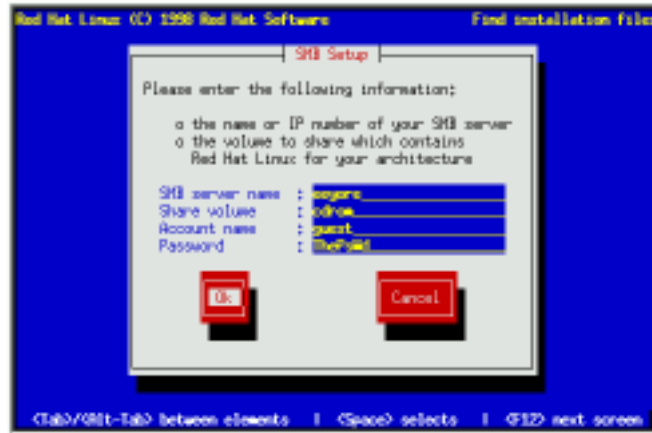 Red Hat Linux (C) 1998 Red Hat Software Find installation files
SMB Setup
Please enter the following information:
o the name or IP number of your SMB server
o the volume to share which contains
Red Hat Linux for your architecture
SMB server name :
Share volume : cdrom
Account name : guest
Password :
Ok Cancel
<Tab>/<Alt-Tab> between elements | <Space> selects | <F12> next screen